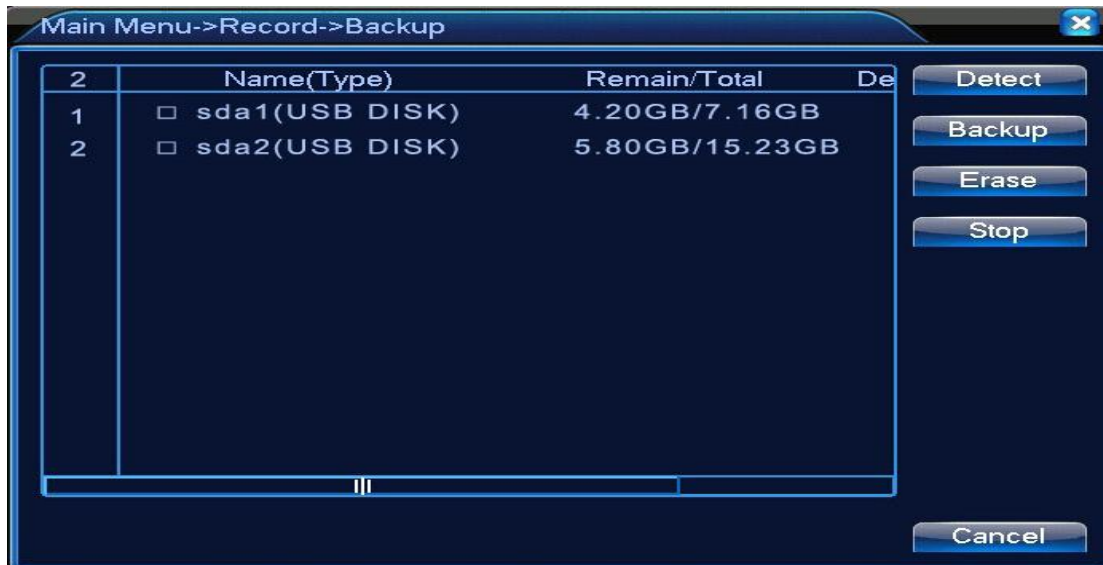 Main Menu->Record->Backup
2 Name(Type) Remain/Total De
1 sda1(USB DISK) 4.20GB/7.16GB
2 sda2(USB DISK) 5.80GB/15.23GB
Detect
Backup
Erase
Stop
Cancel